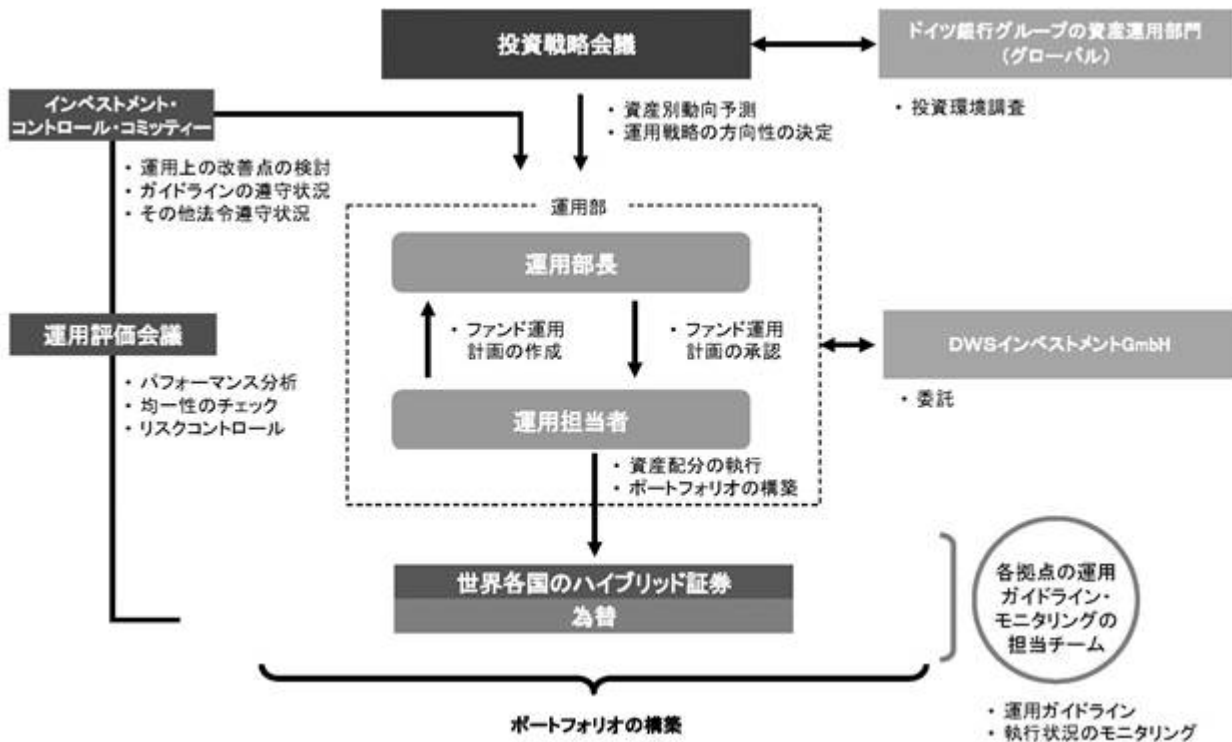 投資戦略会議
ドイツ銀行グループの資産運用部門
(グローバル)
・投資環境調査
・資産別動向予測
・運用戦略の方向性の決定
インベストメント・
コントロール・コミッティー
・運用上の改善点の検討
・ガイドラインの遵守状況
・その他法令遵守状況
運用部
運用部長
・ファンド運用
計画の作成
・ファンド運用
計画の承認
運用評価会議
・パフォーマンス分析
・均一性のチェック
・リスクコントロール
DWSインベストメントGmbH
・委託
運用担当者
・資産配分の執行
・ポートフォリオの構築
世界各国のハイブリッド証券
為替
各拠点の運用
ガイドライン・
モニタリングの
担当チーム
・運用ガイドライン
・執行状況のモニタリング
ポートフォリオの構築